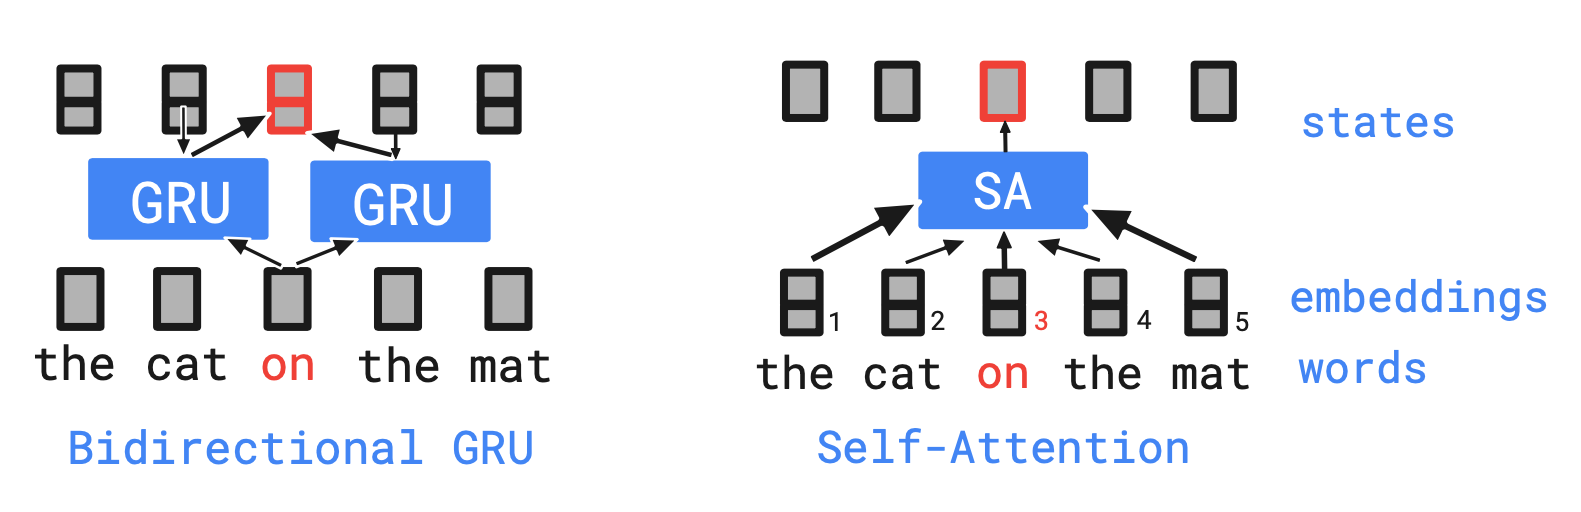 GRU GRU
the cat on the mat
Bidirectional GRU
SA
1 2 3 4 5
the cat on the mat
Self-Attention
states
embeddings
words